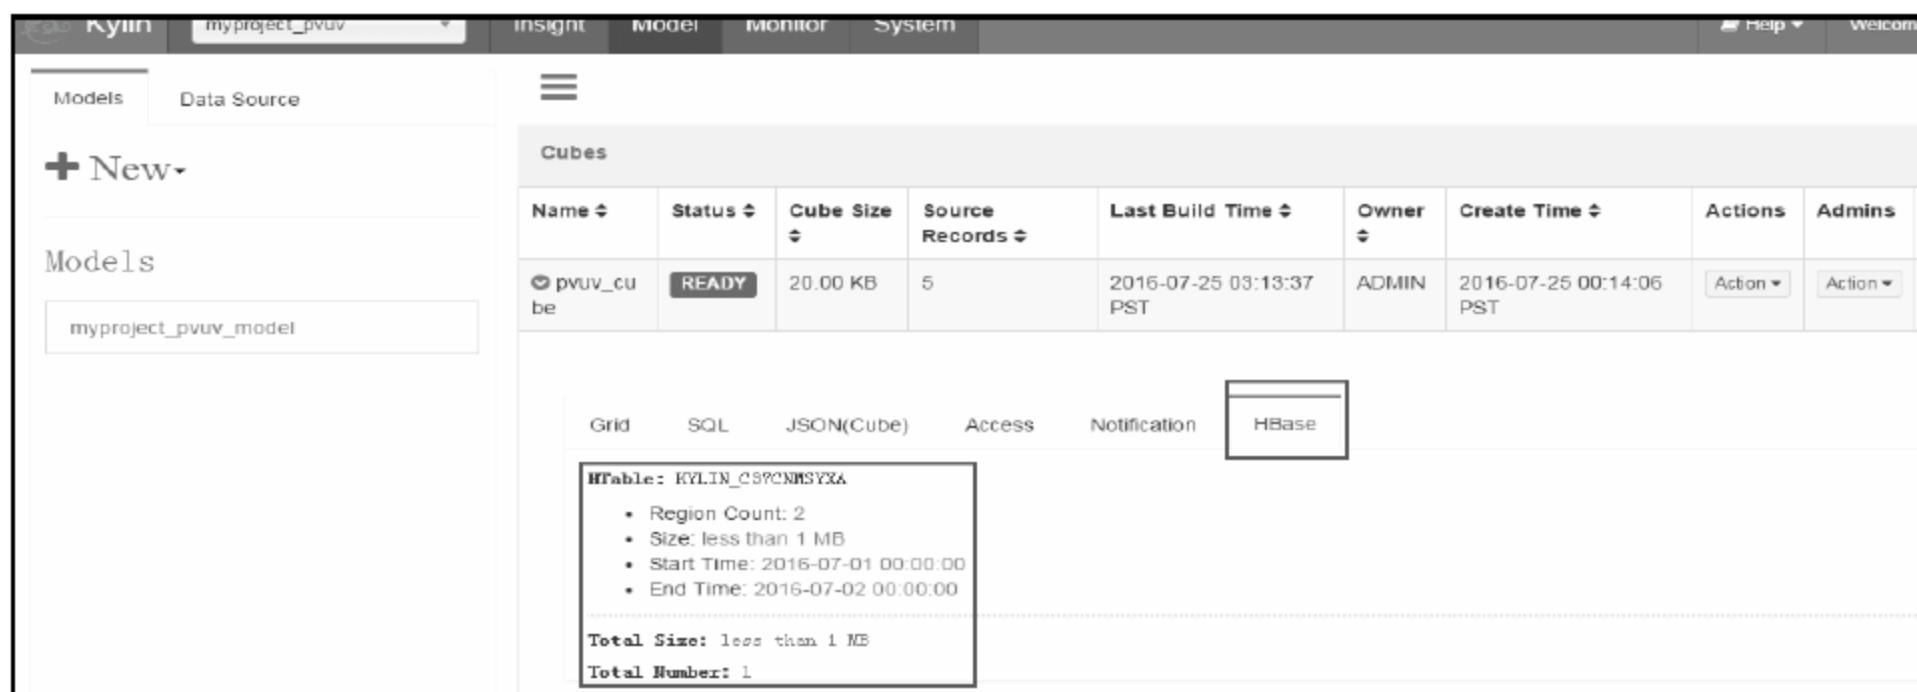 Kylin myproject_pvuv Insight Model Monitor System Help Welcom
Models Data Source
New
Cubes
Name Status Cube Size Source Records Last Build Time Owner Create Time Actions Admins
pvuv_cu READY 20.00 KB 5 2016-07-25 03:13:37 ADMIN 2016-07-25 00:14:06 Action Action
be PST PST
Models
myproject_pvuv_model
Grid SQL JSON(Cube) Access Notification HBase
HTable:
• Region Count: 2
• Size: less than 1 MB
• Start Time: 2016-07-01 00:00:00
• End Time: 2016-07-02 00:00:00
Total Size: less than 1 MB
Total Number: 1